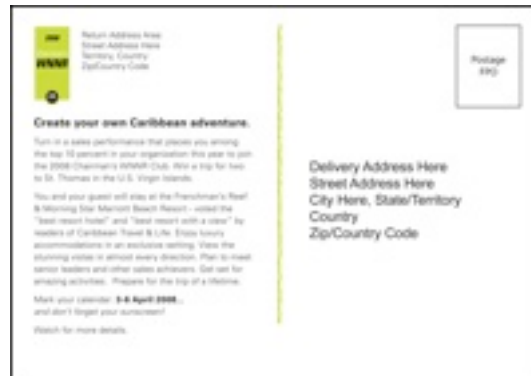 WNNR
Return Address Area
Street Address Here
Territory, Country
Zip/Country Code
Postage
Create your own Caribbean adventure.
Turn in a sales performance that places you among
the top 10 percent in your organization this year to join
the 2008 Chairman's WNNR Club. Win a trip for two
to St. Thomas in the U.S. Virgin Islands.
You and your guest will stay at the Frenchman's Reef
& Morning Star Marriott Beach Resort - voted the
"best resort hotel" and "best resort with a view" by
readers of Caribbean Travel & Life. Enjoy luxury
accommodations in an exclusive setting. View the
stunning vistas in almost every direction. Plan to meet
senior leaders and other sales achievers. Get set for
amazing activities. Prepare for the trip of a lifetime.
Mark your calendar: April 2008...
and don't forget your sunscreen!
Watch for more details.
Delivery Address Here
Street Address Here
City Here, State/Territory
Country
Zip/Country Code